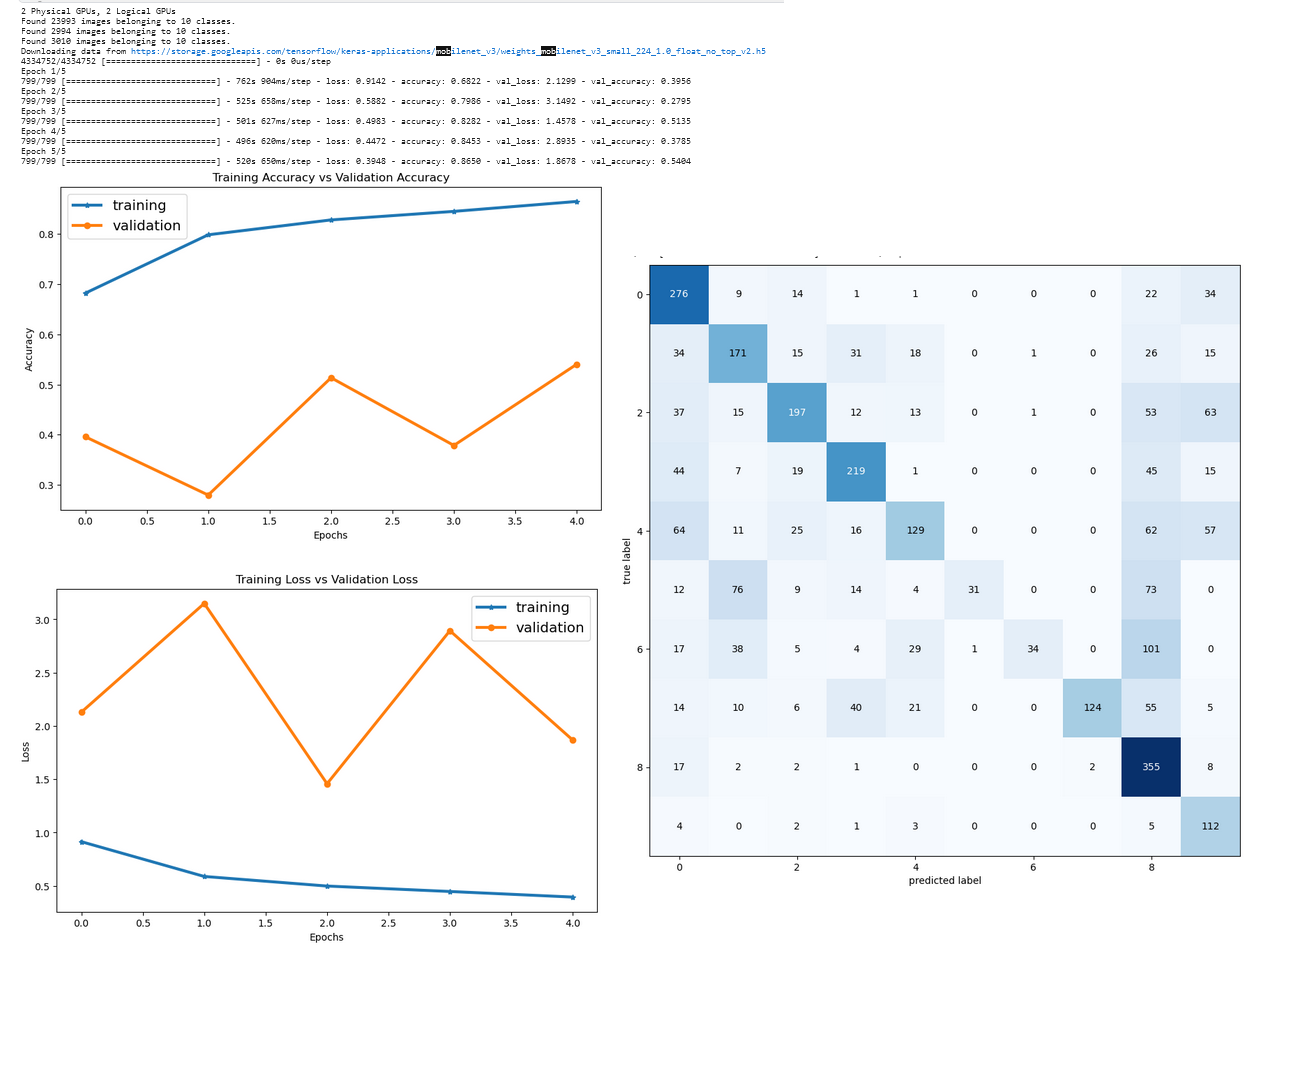 2 Physical GPUs, 2 Logical GPUs
Found 23993 images belonging to 10 classes.
Found 2994 images belonging to 10 classes.
Found 3010 images belonging to 10 classes.
Downloading data from https://storage.googleapis.com/tensorflow/keras-applications/mobilenet_v3/weights_mobilenet_v3_small_224_1.0_float_no_top_v2.h5
4334752/4334752 [==============================] - 0s 0us/step
Epoch 1/5
799/799 [==============================] - 762s 904ms/step - loss: 0.9142 - accuracy: 0.6822 - val_loss: 2.1299 - val_accuracy: 0.3956
Epoch 2/5
799/799 [==============================] - 525s 658ms/step - loss: 0.5882 - accuracy: 0.7986 - val_loss: 3.1492 - val_accuracy: 0.2795
Epoch 3/5
799/799 [==============================] - 501s 627ms/step - loss: 0.4983 - accuracy: 0.8282 - val_loss: 1.4578 - val_accuracy: 0.5135
Epoch 4/5
799/799 [==============================] - 496s 620ms/step - loss: 0.4472 - accuracy: 0.8453 - val_loss: 2.8935 - val_accuracy: 0.3785
Epoch 5/5
799/799 [==============================] - 520s 650ms/step - loss: 0.3948 - accuracy: 0.8650 - val_loss: 1.8678 - val_accuracy: 0.5404
Training Accuracy vs Validation Accuracy
training
validation
0.8
0.7
0.6
0.5
0.4
0.3
Accuracy
0.0 0.5 1.0 1.5 2.0 2.5 3.0 3.5 4.0
Epochs
Training Loss vs Validation Loss
training
validation
3.0
2.5
2.0
1.5
1.0
0.5
Loss
0.0 0.5 1.0 1.5 2.0 2.5 3.0 3.5 4.0
Epochs
0 276 9 14 1 1 0 0 0 22 34
34 171 15 31 18 0 1 0 26 15
2 37 15 197 12 13 0 1 0 53 63
44 7 19 219 1 0 0 0 45 15
4 64 11 25 16 129 0 0 0 62 57
true label
12 76 9 14 4 31 0 0 73 0
6 17 38 5 4 29 1 34 0 101 0
14 10 6 40 21 0 0 124 55 5
8 17 2 2 1 0 0 0 2 355 8
4 0 2 1 3 0 0 0 5 112
0 2 4 6 8
predicted label